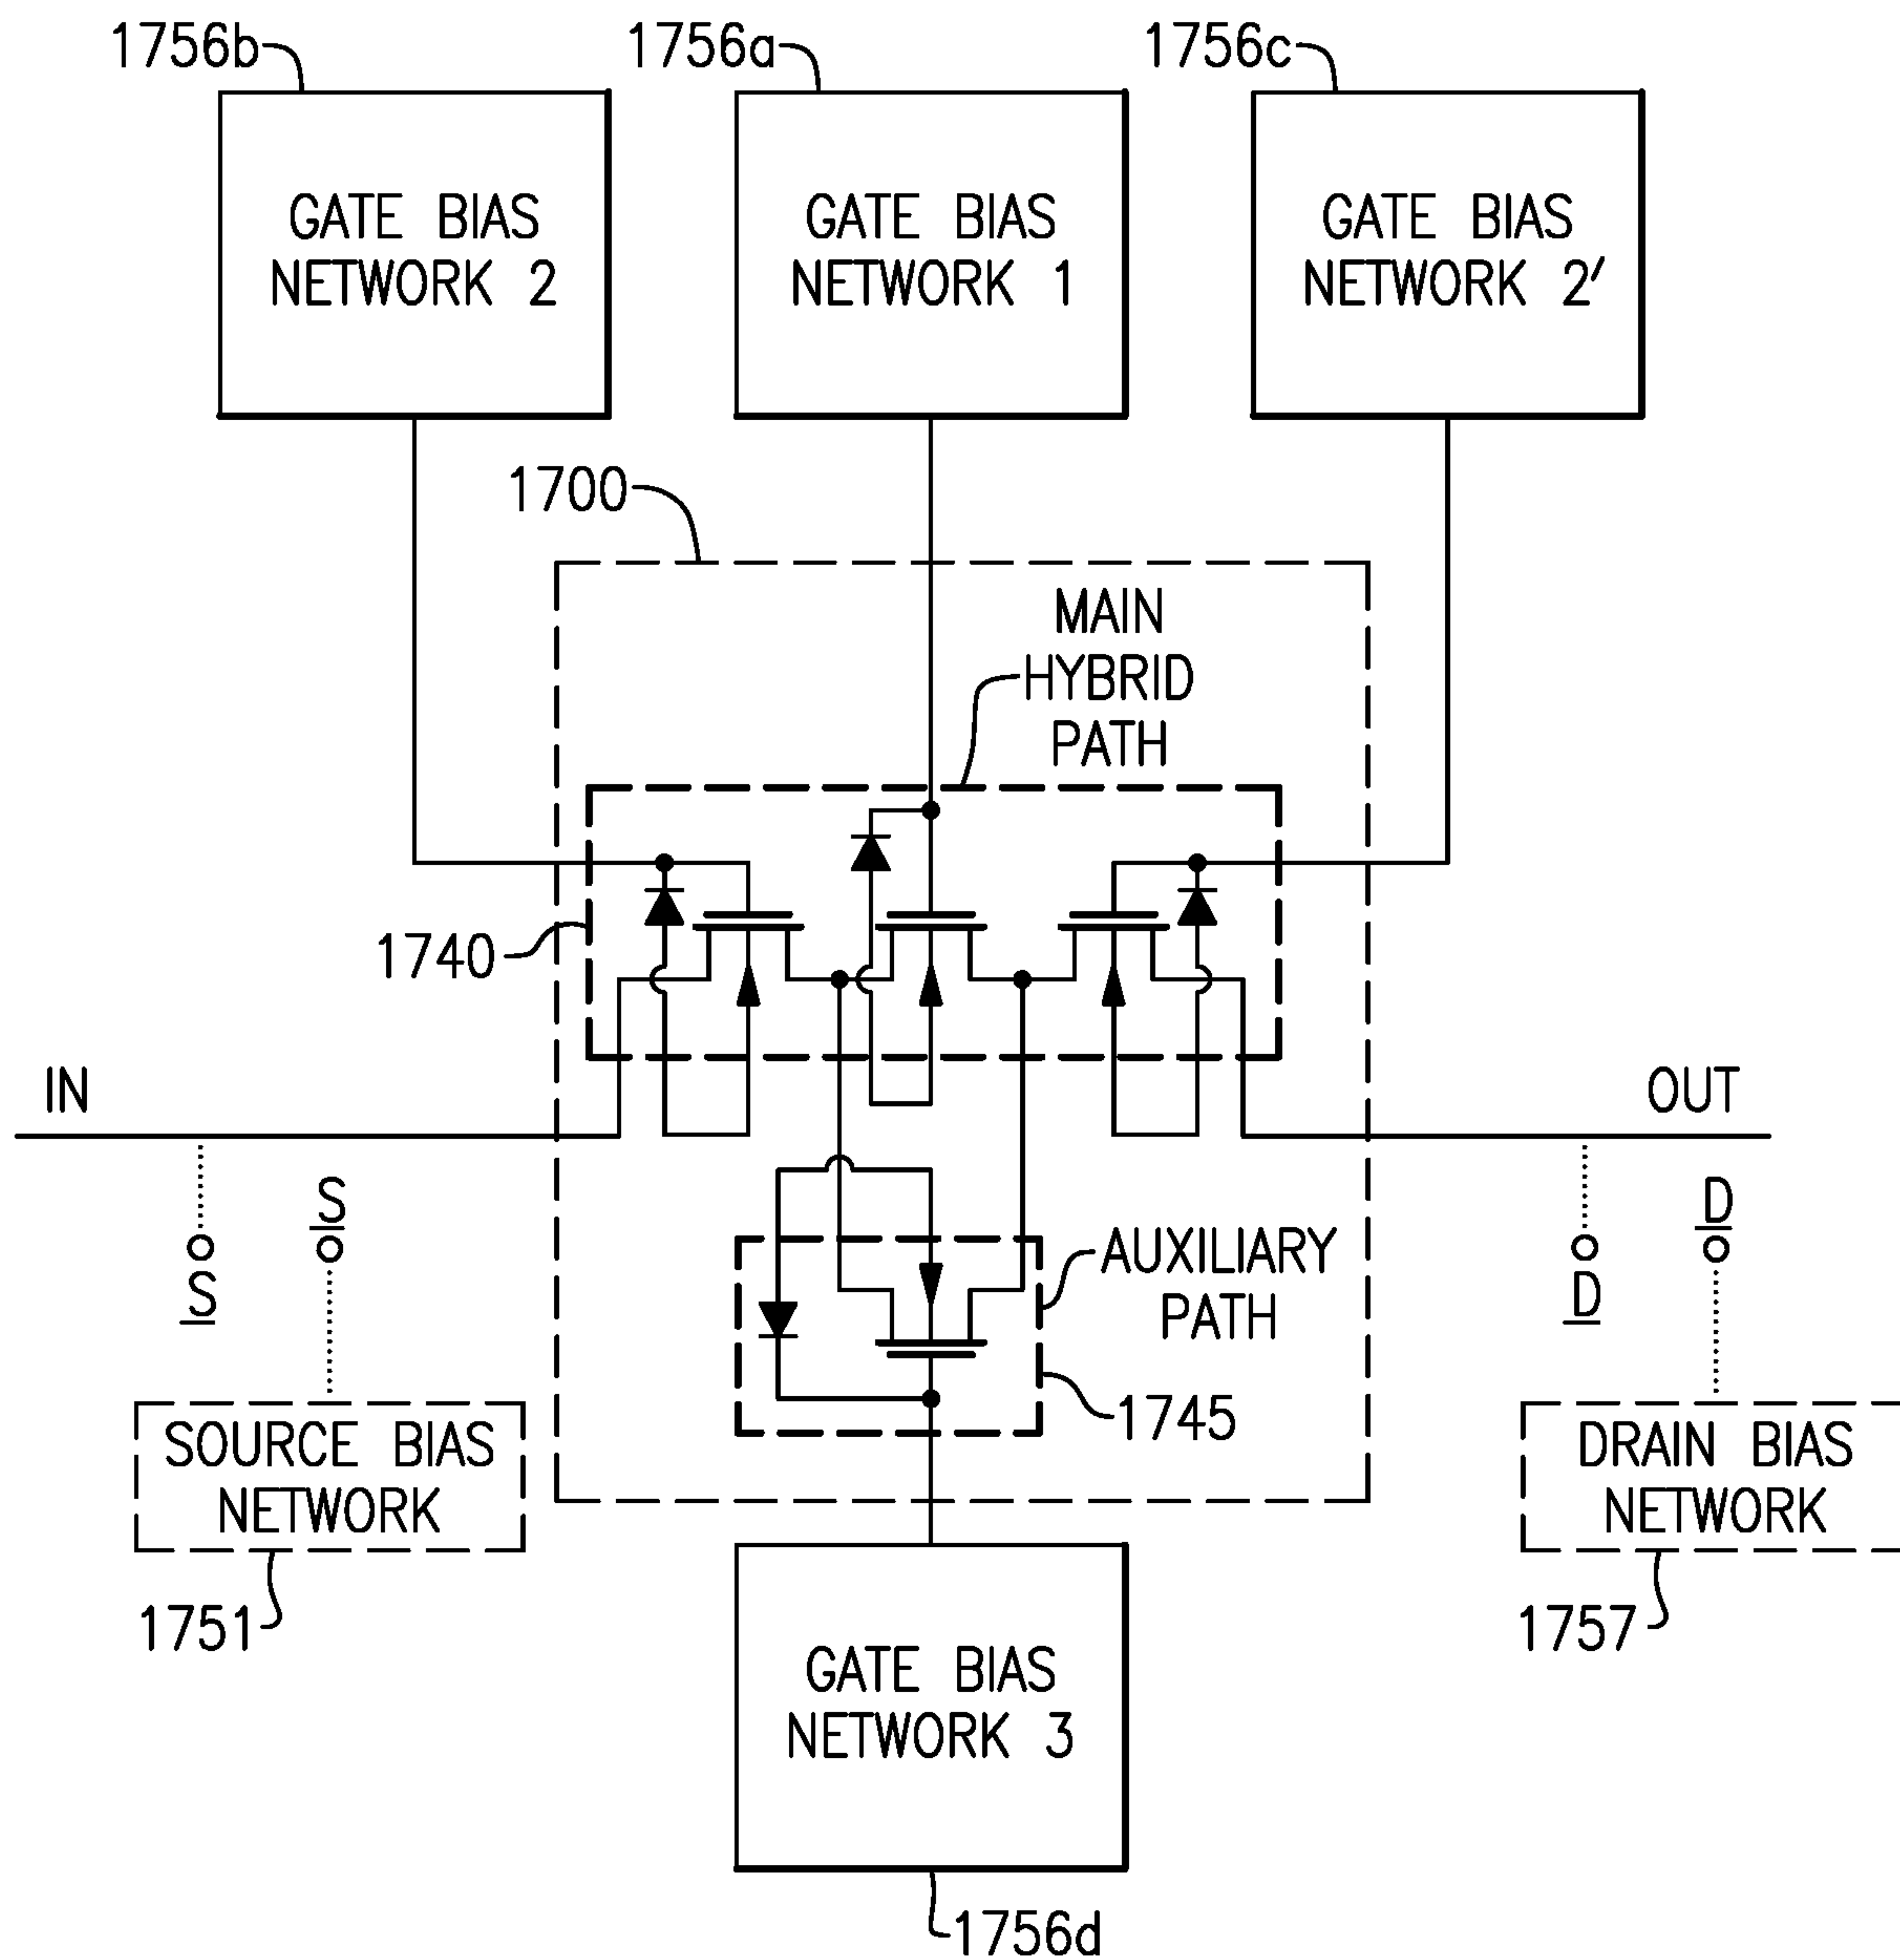 1756b
1756a
1756c
GATE BIAS
NETWORK 2
GATE BIAS
NETWORK 1
GATE BIAS
NETWORK 2′
1700
MAIN
HYBRID
PATH
1740
IN
OUT
S
S
D
D
AUXILIARY
PATH
1745
SOURCE BIAS
NETWORK
DRAIN BIAS
NETWORK
1751
1757
GATE BIAS
NETWORK 3
1756d